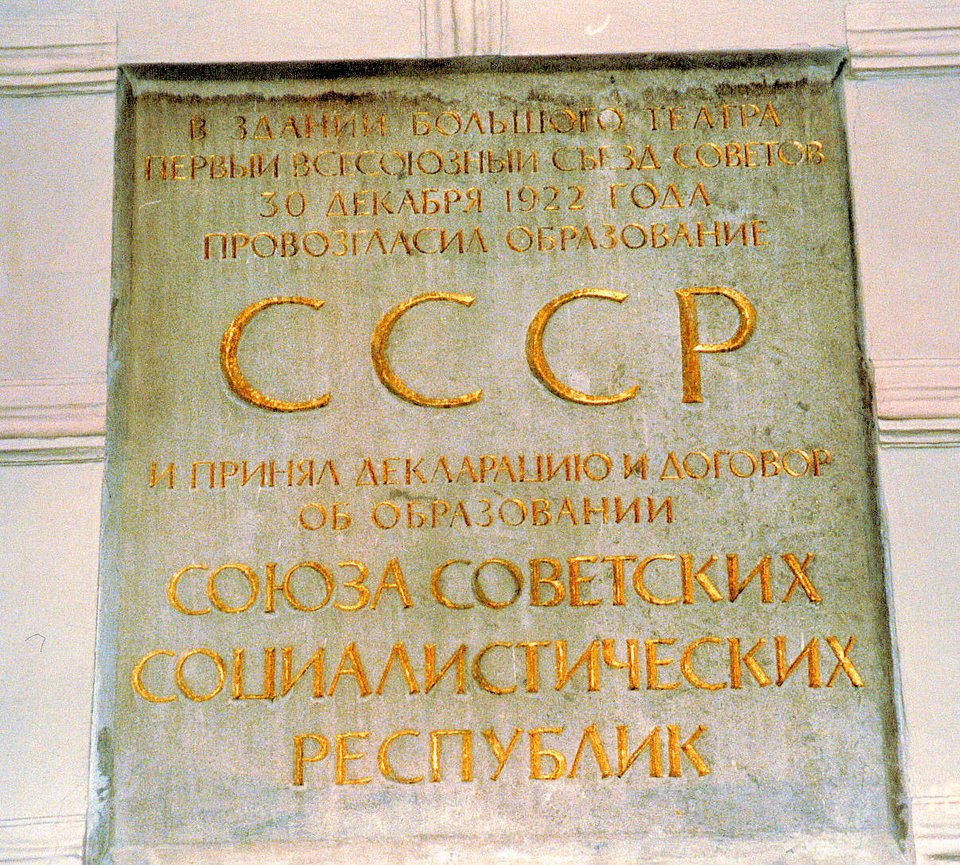 В ЗДАНИИ БОЛЬШОГО ТЕАТРА
ПЕРВЫЙ ВСЕСОЮЗНЫЙ СЪЕЗД СОВЕТОВ
30 ДЕКАБРЯ 1922 ГОДА
ПРОВОЗГЛАСИЛ ОБРАЗОВАНИЕ
СССР
И ПРИНЯЛ ДЕКЛАРАЦИЮ И ДОГОВОР
ОБ ОБРАЗОВАНИИ
СОЮЗА СОВЕТСКИХ
СОЦИАЛИСТИЧЕСКИХ
РЕСПУБЛИК